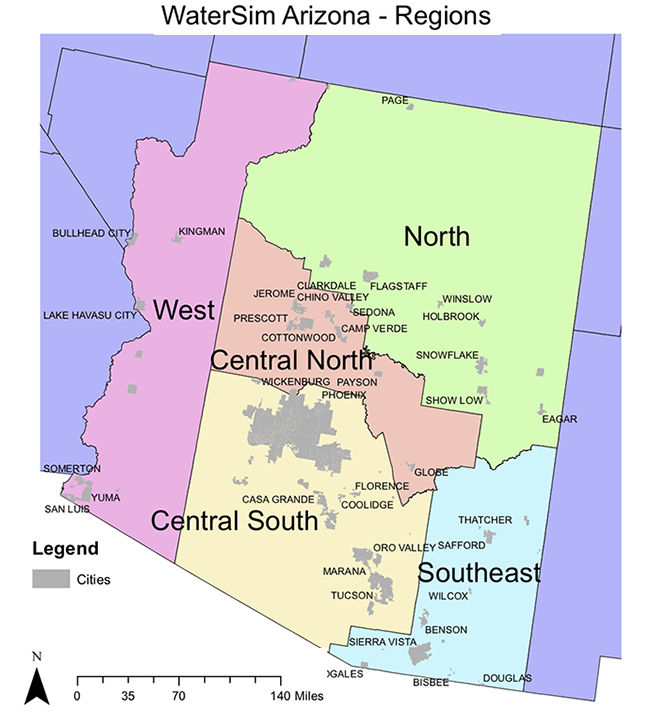 WaterSim Arizona - Regions
PAGE
BULLHEAD CITY
KINGMAN
North
CLARKDALE
FLAGSTAFF
JEROME
CHINO VALLEY
WINSLOW
LAKE HAVASU CITY
West
PRESCOTT
SEDONA
HOLBROOK
CAMP VERDE
COTTONWOOD
Central North
SNOWFLAKE
WICKENBURG
PAYSON
PHOENIX
SHOW LOW
EAGAR
SOMERTON
GLOBE
YUMA
FLORENCE
SAN LUIS
CASA GRANDE
COOLIDGE
Central South
THATCHER
Legend
ORO VALLEY
SAFFORD
Cities
MARANA
Southeast
TUCSON
WILCOX
BENSON
SIERRA VISTA
N
OGALES
BISBEE
DOUGLAS
0 35 70 140 Miles